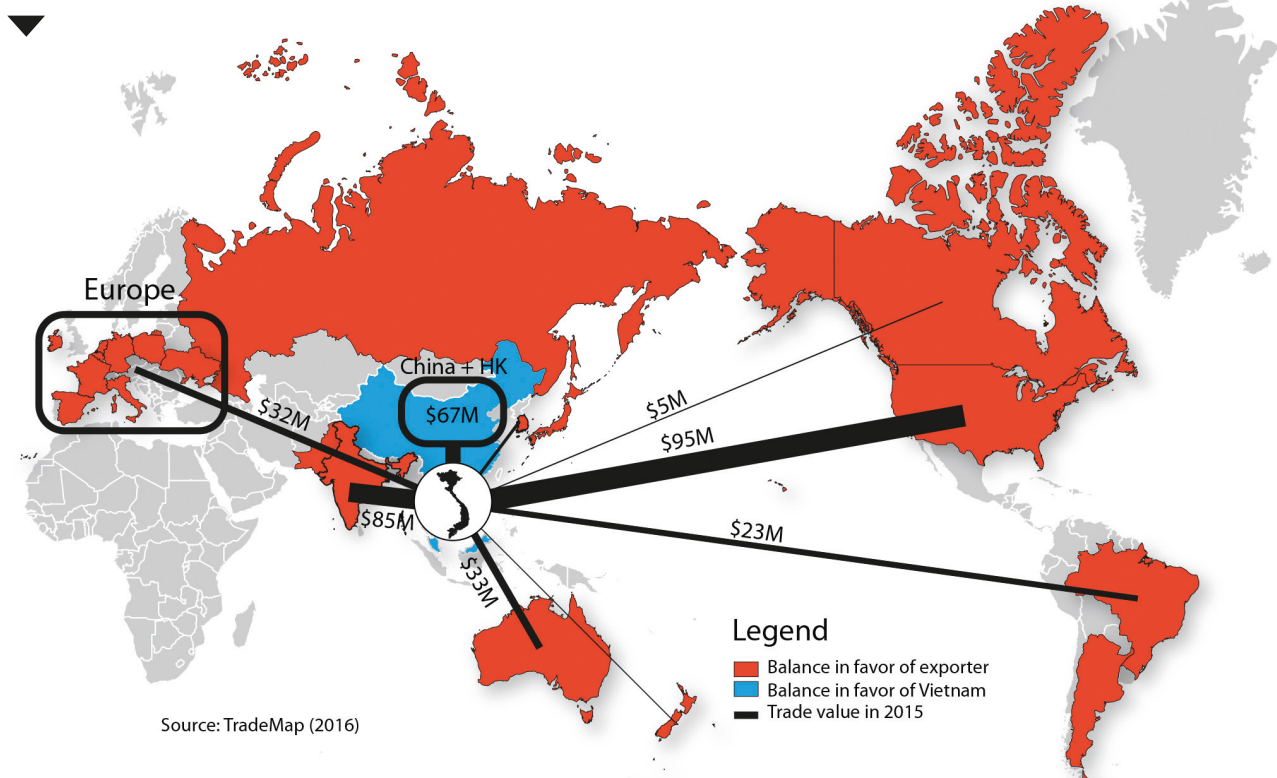 Europe
China + HK
$67M
$32M
$85M
$33M
$5M
$95M
$23M
Legend
Balance in favor of exporter
Balance in favor of Vietnam
Trade value in 2015
Source: TradeMap (2016)